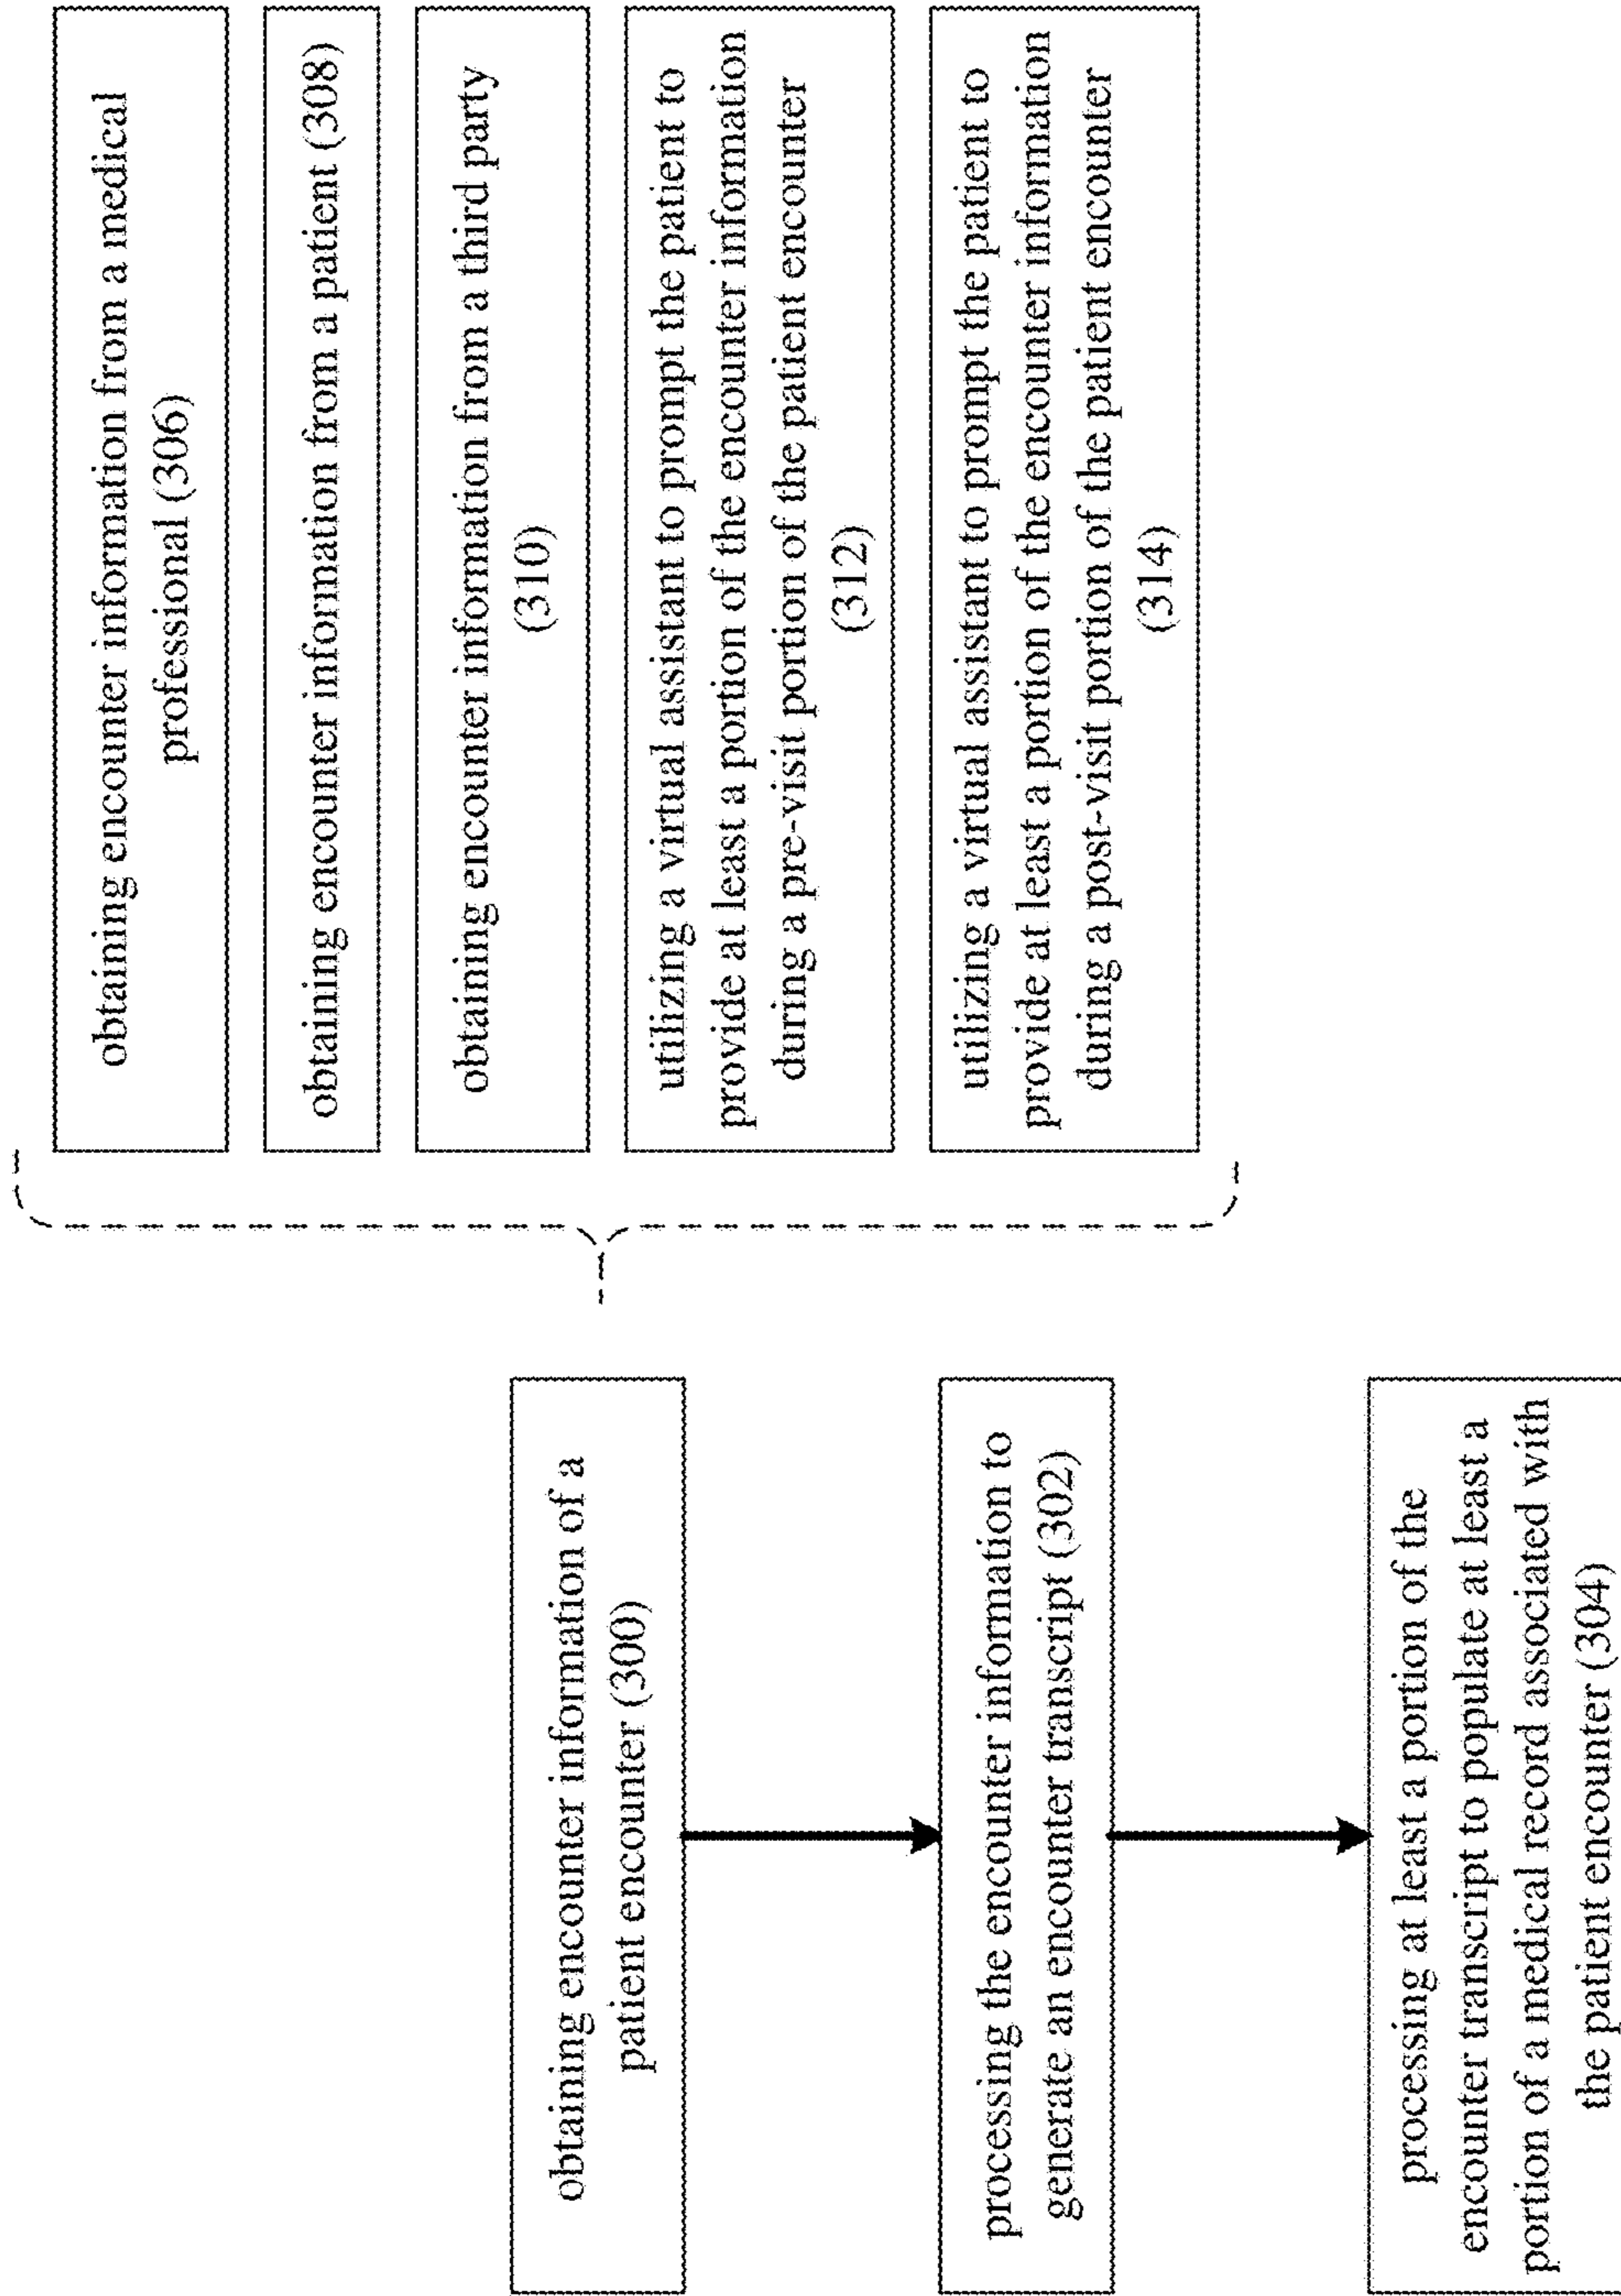 obtaining encounter information of a
patient encounter (300)
processing the encounter information to
generate an encounter transcript (302)
processing at least a portion of the
encounter transcript to populate at least a
portion of a medical record associated with
the patient encounter (304)
obtaining encounter information from a medical
professional (306)
obtaining encounter information from a patient (308)
obtaining encounter information from a third party
(310)
utilizing a virtual assistant to prompt the patient to
provide at least a portion of the encounter information
during a pre-visit portion of the patient encounter
(312)
utilizing a virtual assistant to prompt the patient to
provide at least a portion of the encounter information
during a post-visit portion of the patient encounter
(314)